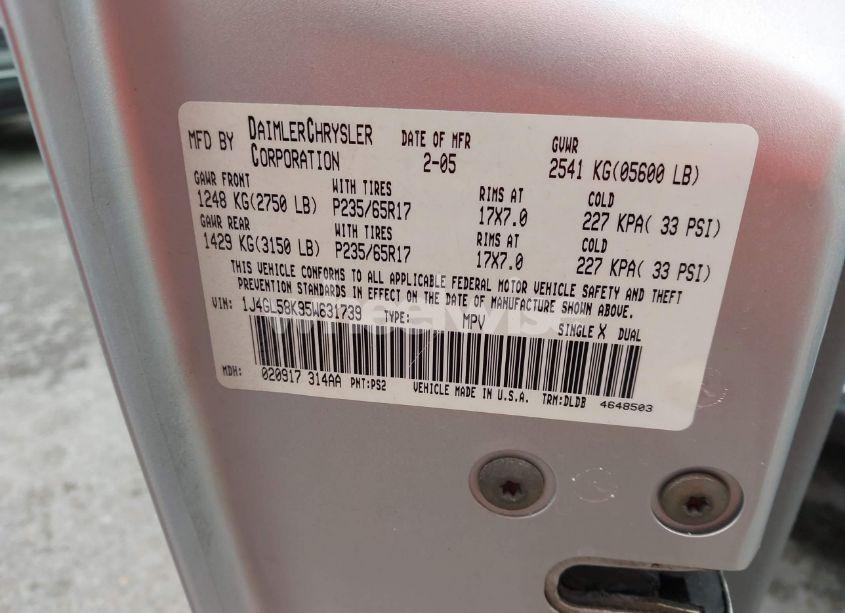 MFD BY DAIMLERCHRYSLER CORPORATION DATE OF MFR 2-05 GVWR 2541 KG(05600 LB)
GAWR FRONT WITH TIRES RIMS AT COLD
1248 KG(2750 LB) P235/65R17 17X7.0 227 KPA( 33 PSI)
GAWR REAR WITH TIRES RIMS AT COLD
1429 KG(3150 LB) P235/65R17 17X7.0 227 KPA( 33 PSI)
THIS VEHICLE CONFORMS TO ALL APPLICABLE FEDERAL MOTOR VEHICLE SAFETY AND THEFT
PREVENTION STANDARDS IN EFFECT ON THE DATE OF MANUFACTURE SHOWN ABOVE.
VIN: 1J4GL58K95W631739 TYPE: MPV SINGLE X DUAL
MDH: 020917 314AA PNT:PS2 VEHICLE MADE IN U.S.A. TRM:DLDB 4648503